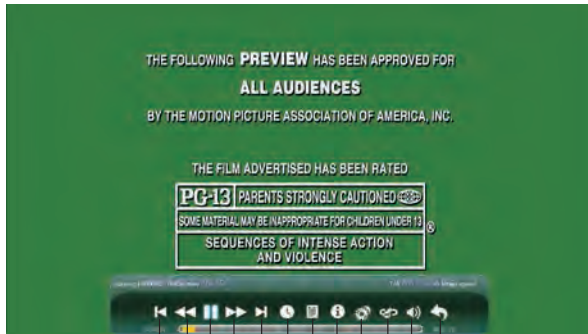 THE FOLLOWING PREVIEW HAS BEEN APPROVED FOR
ALL AUDIENCES
BY THE MOTION PICTURE ASSOCIATION OF AMERICA, INC.
THE FILM ADVERTISED HAS BEEN RATED
PG-13 PARENTS STRONGLY CAUTIONED
SOME MATERIAL MAY BE INAPPROPRIATE FOR CHILDREN UNDER 13
®
SEQUENCES OF INTENSE ACTION
AND VIOLENCE